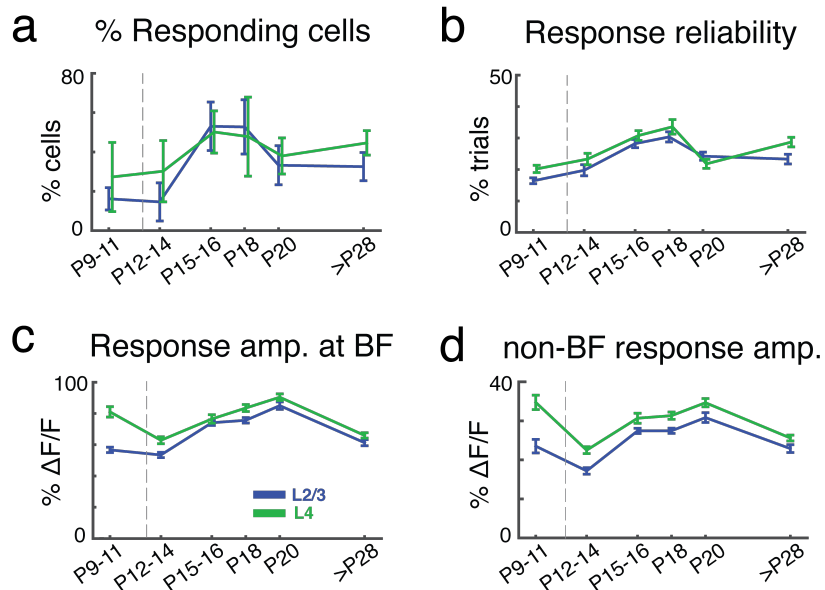 a
% Responding cells
80
0
% cells
P9-11
P12-14
P15-16
P18
P20
>P28
b
Response reliability
50
0
% trials
P9-11
P12-14
P15-16
P18
P20
>P28
c
Response amp. at BF
100
0
% ΔF/F
L2/3
L4
P9-11
P12-14
P15-16
P18
P20
>P28
d
non-BF response amp.
40
0
% ΔF/F
P9-11
P12-14
P15-16
P18
P20
>P28